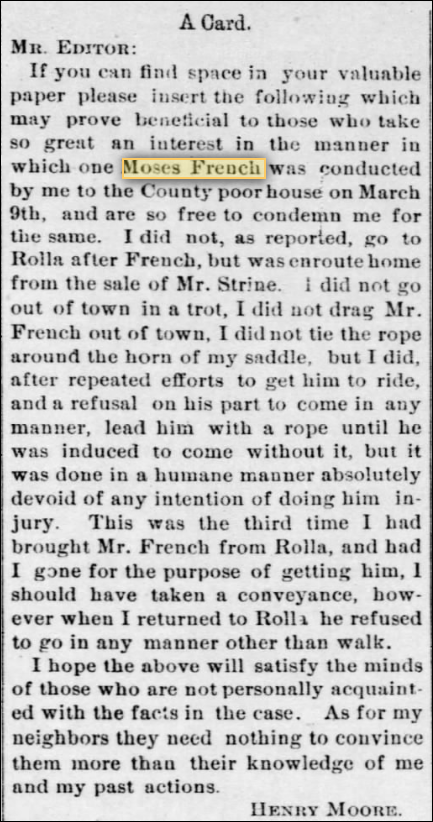 A Card.
MR. EDITOR:
If you can find space in your valuable
paper please insert the following which
may prove beneficial to those who take
so great an interest in the manner in
which one Moses French was conducted
by me to the County poor house on March
9th, and are so free to condemn me for
the same. I did not, as reported, go to
Rolla after French, but was enroute home
from the sale of Mr. Strine. I did not go
out of town in a trot, I did not drag Mr.
French out of town, I did not tie the rope
around the horn of my saddle, but I did,
after repeated efforts to get him to ride,
and a refusal on his part to come in any
manner, lead him with a rope until he
was induced to come without it, but it
was done in a humane manner absolutely
devoid of any intention of doing him in-
jury. This was the third time I had
brought Mr. French from Rolla, and had
I gone for the purpose of getting him, I
should have taken a conveyance, how-
ever when I returned to Rolla he refused
to go in any manner other than walk.
I hope the above will satisfy the minds
of those who are not personally acquaint-
ed with the facts in the case. As for my
neighbors they need nothing to convince
them more than their knowledge of me
and my past actions.
HENRY MOORE.